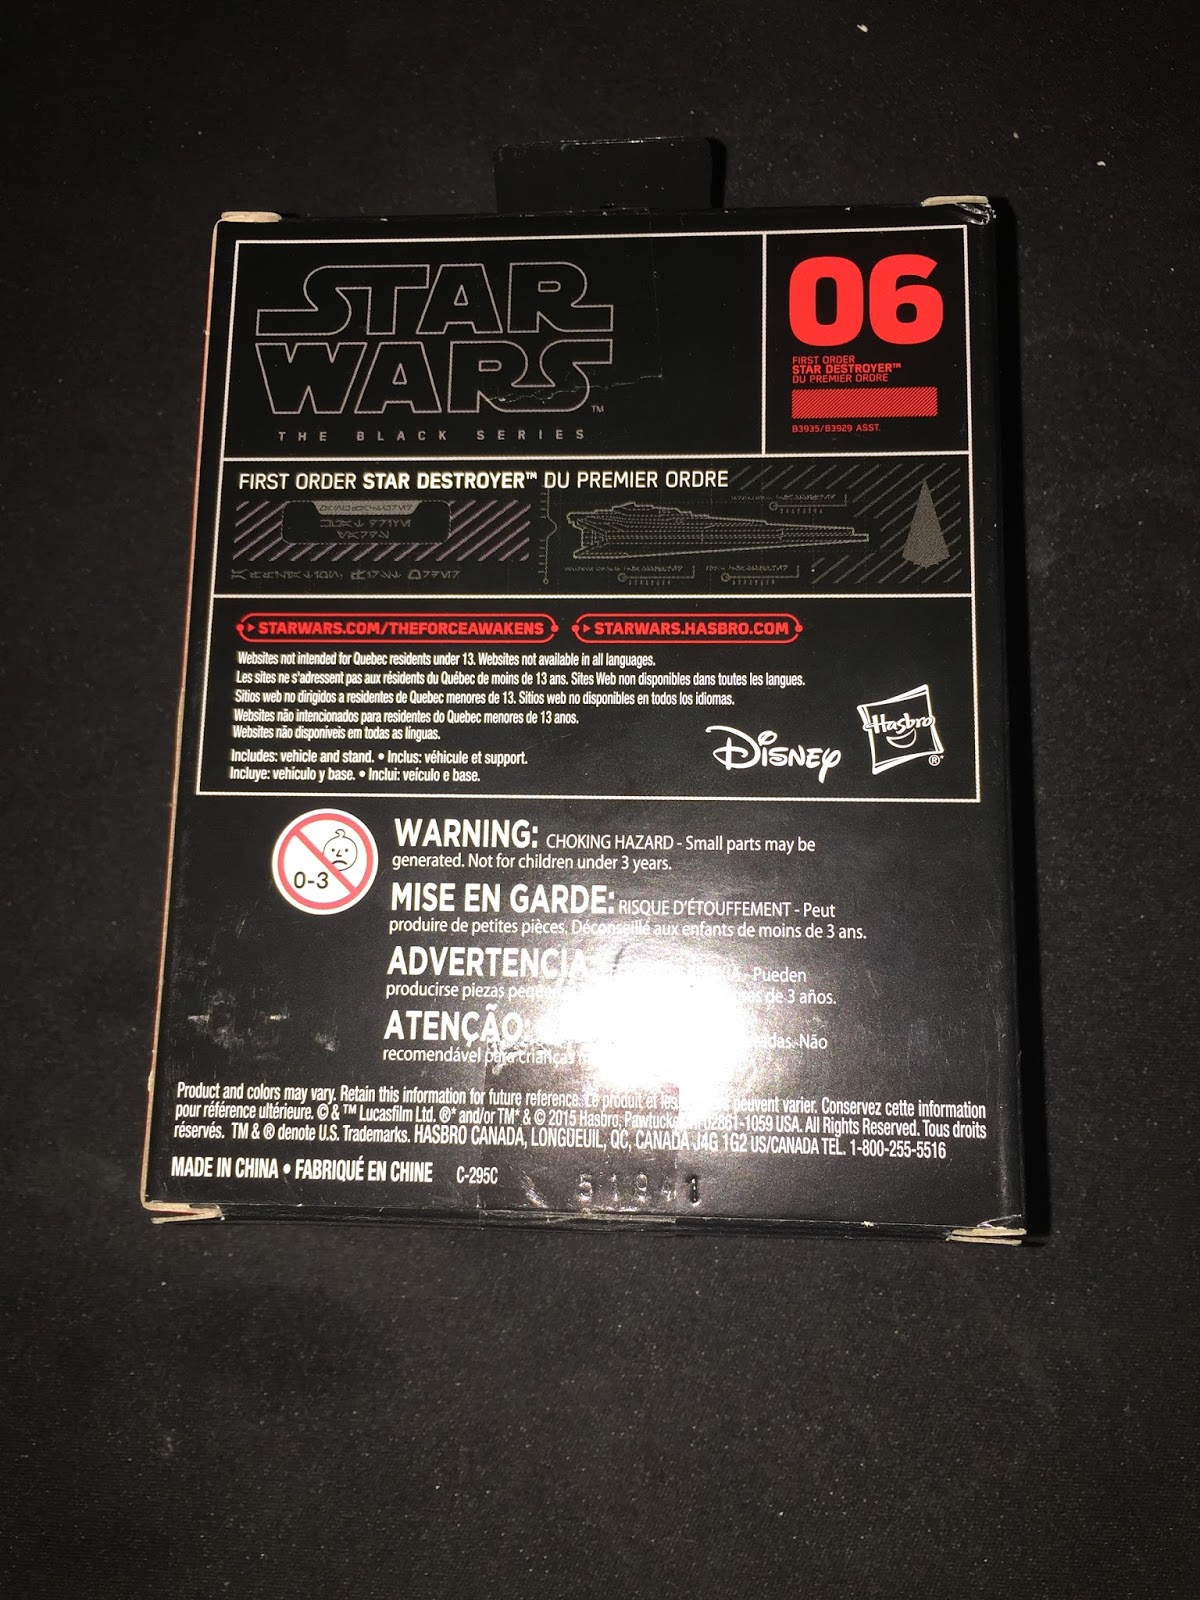 STAR
WARS™
THE BLACK SERIES
06
FIRST ORDER
STAR DESTROYER™
DU PREMIER ORDRE
B3935/B3929 ASST.
FIRST ORDER STAR DESTROYER™ DU PREMIER ORDRE
STARWARS.COM/THEFORCEAWAKENS
STARWARS.HASBRO.COM
Websites not intended for Quebec residents under 13. Websites not available in all languages.
Les sites ne s'adressent pas aux résidents du Québec de moins de 13 ans. Sites Web non disponibles dans toutes les langues.
Sitios web no dirigidos a residentes de Quebec menores de 13. Sitios web no disponibles en todos los idiomas.
Websites não intencionados para residentes do Quebec menores de 13 anos.
Websites não disponíveis em todas as línguas.
Includes: vehicle and stand. • Inclus: véhicule et support.
Incluye: vehículo y base. • Inclui: veículo e base.
Disney
Hasbro®*
0-3
WARNING: CHOKING HAZARD - Small parts may be
generated. Not for children under 3 years.
MISE EN GARDE: RISQUE D'ÉTOUFFEMENT - Peut
produire de petites pièces. Déconseillé aux enfants de moins de 3 ans.
ADVERTENCIA: - Pueden
producirse piezas de 3 años.
ATENÇÃO: Não
recomendável para crianças
Product and colors may vary. Retain this information for future reference. Le produit et les peuvent varier. Conservez cette information
pour référence ultérieure. © & ™ Lucasfilm Ltd. ®* and/or TM* & © 2015 Hasbro, Pawtucket, 02861-1059 USA. All Rights Reserved. Tous droits
réservés. TM & ® denote U.S. Trademarks. HASBRO CANADA, LONGUEUIL, QC, CANADA J4G 1G2 US/CANADA TEL. 1-800-255-5516
MADE IN CHINA • FABRIQUÉ EN CHINE C-295C
51941